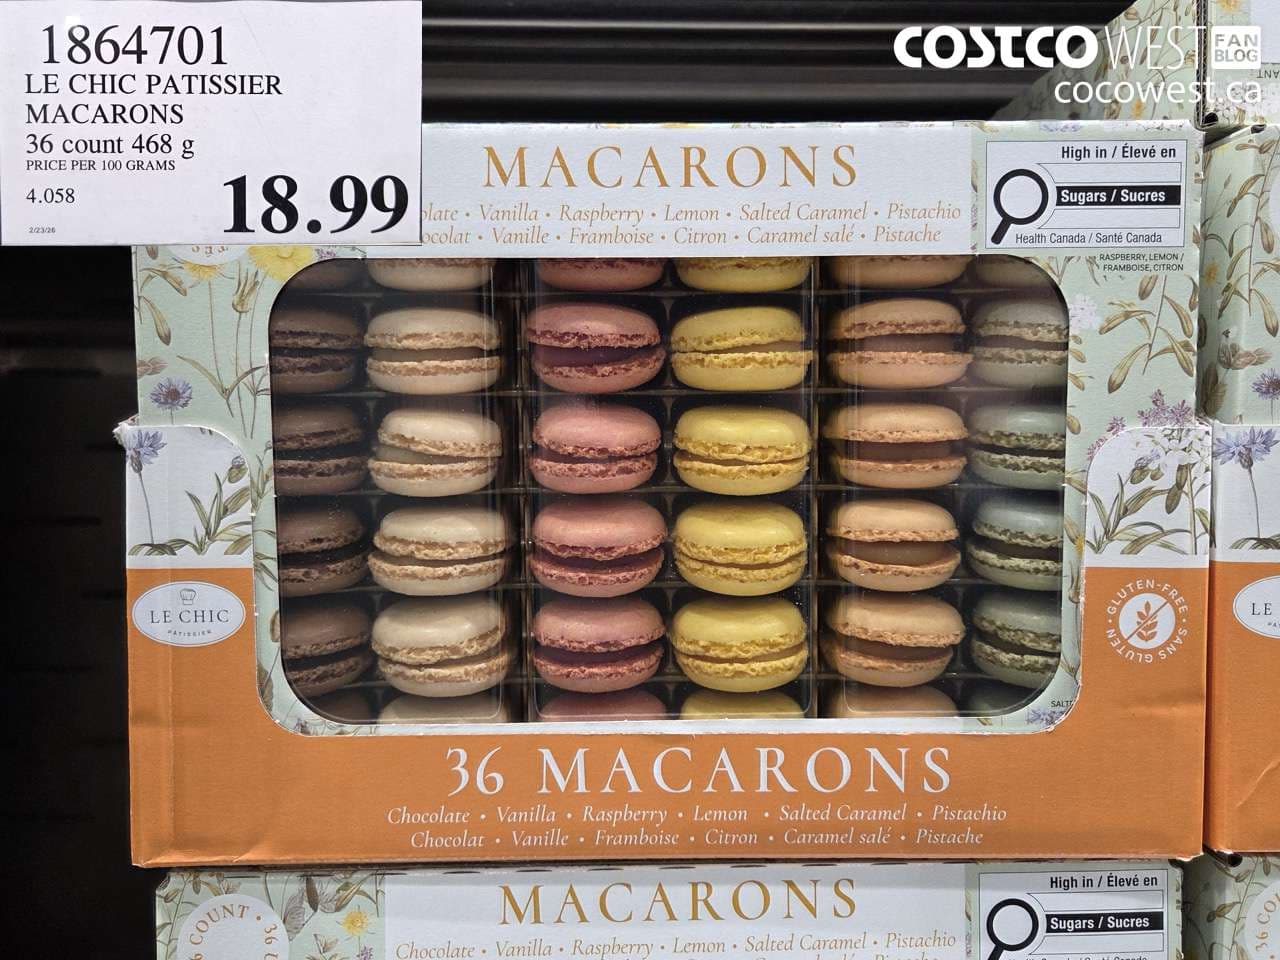 1864701
LE CHIC PATISSIER
MACARONS
36 count 468 g
PRICE PER 100 GRAMS
4.058
18.99
2/23/26
COSTCO WEST FAN BLOG
cocowest.ca
MACARONS
Vanilla • Raspberry • Lemon • Salted Caramel • Pistachio
Vanille • Framboise • Citron • Caramel salé • Pistache
High in / Élevé en
Sugars / Sucres
Health Canada / Santé Canada
RASPBERRY, LEMON /
FRAMBOISE, CITRON
LE CHIC
PATISSIER
GLUTEN-FREE • SANS GLUTEN •
LE
36 MACARONS
Chocolate • Vanilla • Raspberry • Lemon • Salted Caramel • Pistachio
Chocolat • Vanille • Framboise • Citron • Caramel salé • Pistache
MACARONS
Chocolate • Vanilla • Raspberry • Lemon • Salted Caramel • Pistachio
High in / Élevé en
Sugars / Sucres
COUNT • 36
36 CO